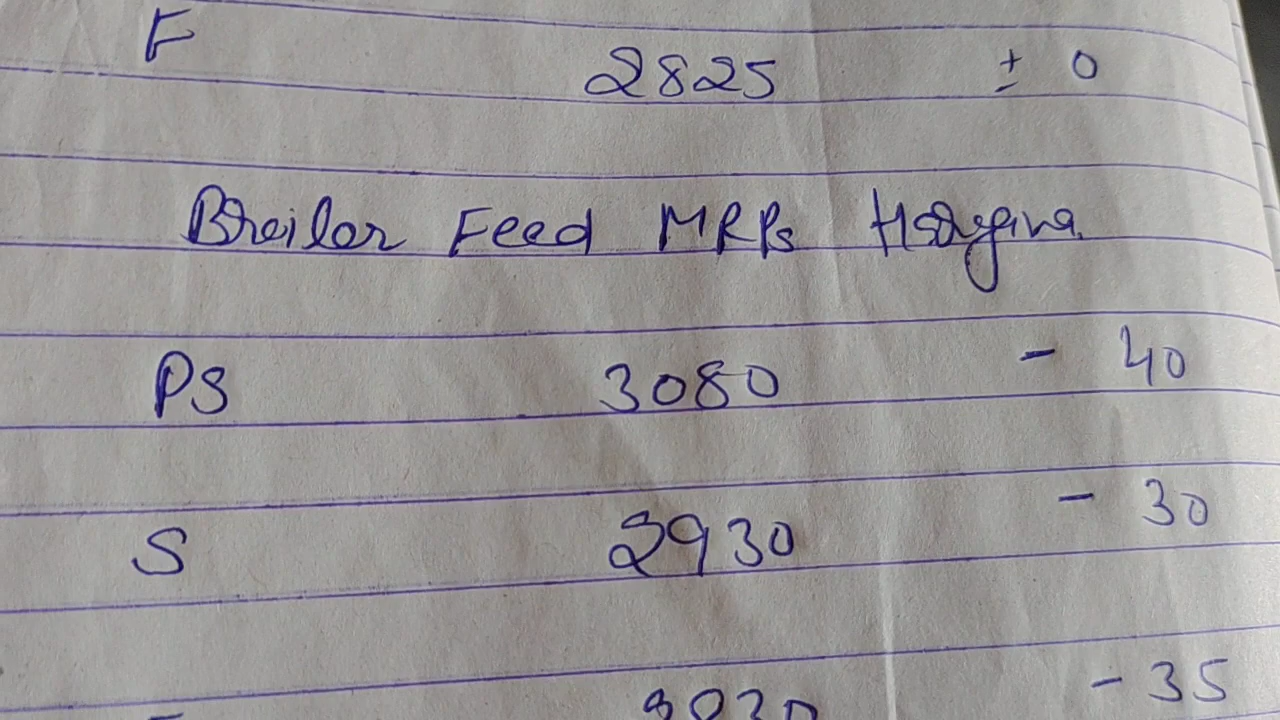 F 2825 ± 0
Broiler Feed MRPs Haryana
PS 3080 - 40
S 2930 - 30
- 35